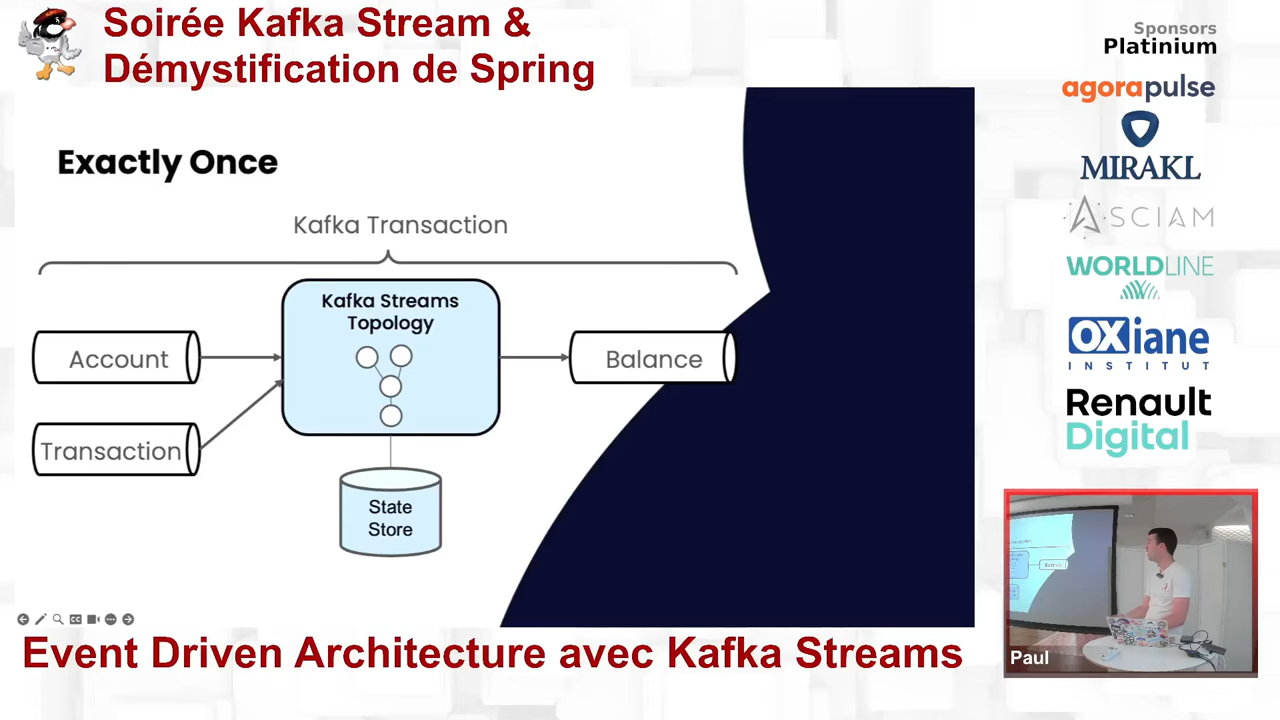 Soirée Kafka Stream &
Démystification de Spring
Exactly Once
Kafka Transaction
Kafka Streams
Topology
Account
Balance
Transaction
State
Store
Event Driven Architecture avec Kafka Streams
Sponsors
Platinium
agorapulse
MIRAKL
ASCIAM
WORLDLINE
OXiane
INSTITUT
Renault
Digital
Balance
Paul